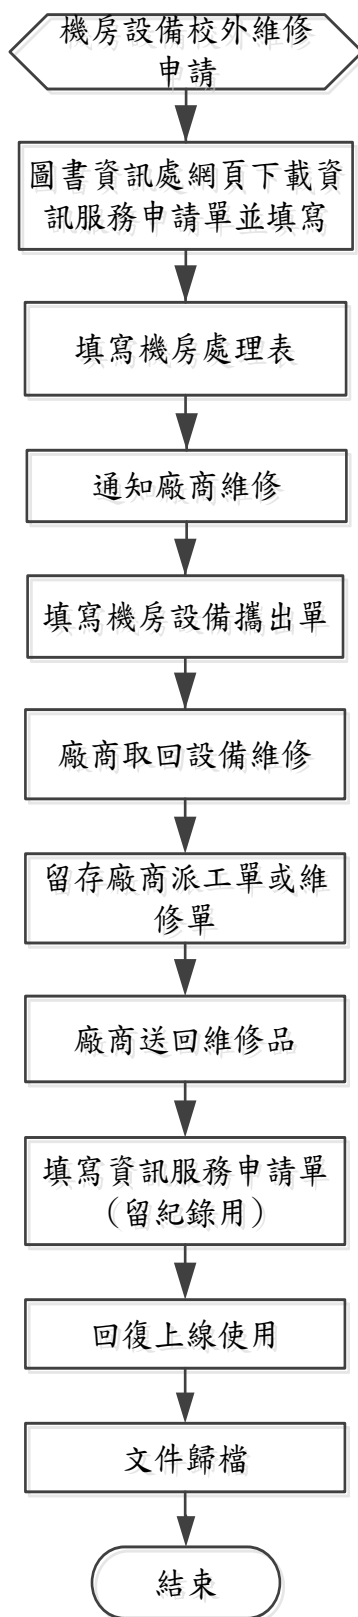 機房設備校外維修
申請
圖書資訊處網頁下載資
訊服務申請單並填寫
填寫機房處理表
通知廠商維修
填寫機房設備攜出單
廠商取回設備維修
留存廠商派工單或維
修單
廠商送回維修品
填寫資訊服務申請單
（留紀錄用）
回復上線使用
文件歸檔
結束